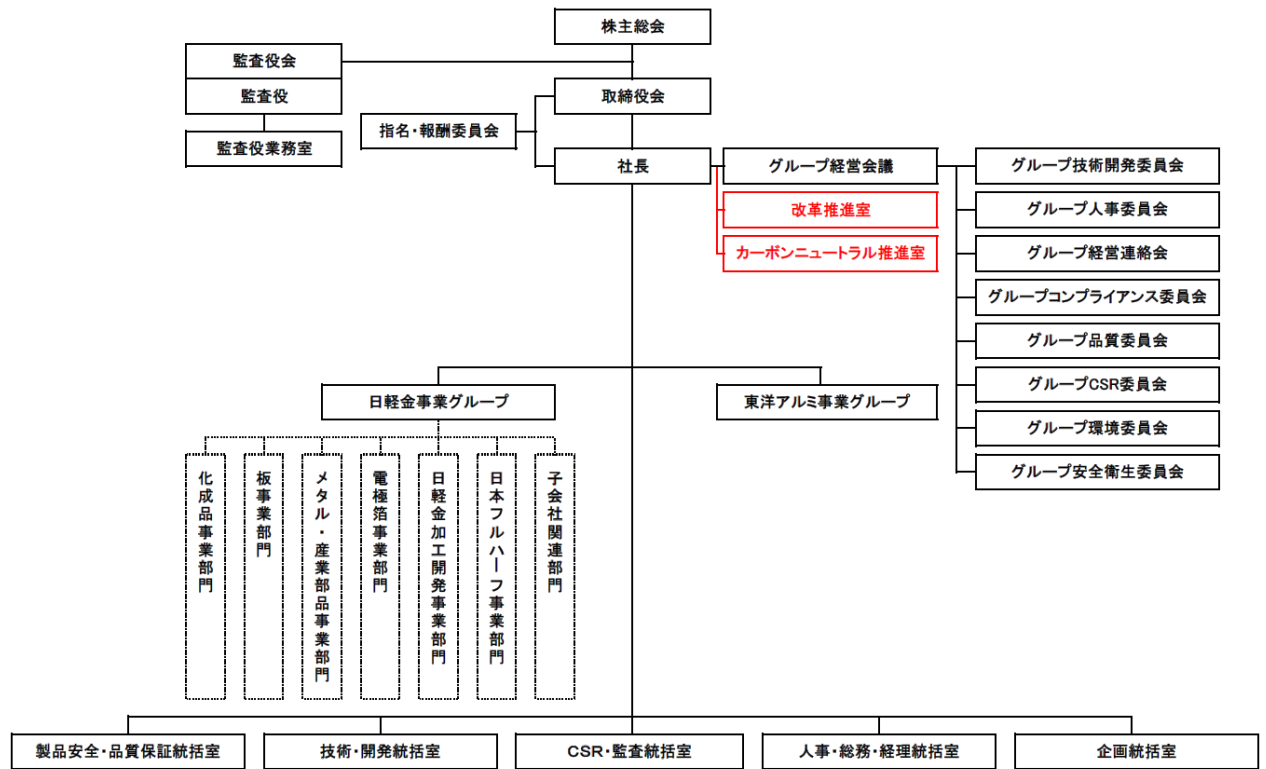 株主総会
監査役会
監査役
取締役会
指名・報酬委員会
監査役業務室
社長
グループ経営会議
グループ技術開発委員会
改革推進室
グループ人事委員会
カーボンニュートラル推進室
グループ経営連絡会
グループコンプライアンス委員会
グループ品質委員会
グループCSR委員会
グループ環境委員会
グループ安全衛生委員会
日軽金事業グループ
東洋アルミ事業グループ
化成品事業部門
板事業部門
メタル・産業部品事業部門
電極箔事業部門
日軽金加工開発事業部門
日本フルハーフ事業部門
子会社関連部門
製品安全・品質保証統括室
技術・開発統括室
CSR・監査統括室
人事・総務・経理統括室
企画統括室